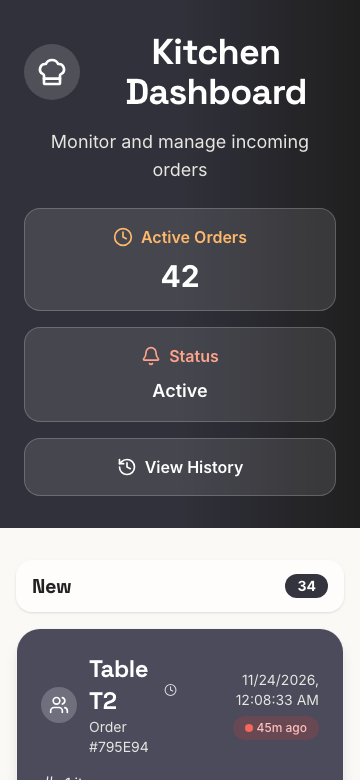 Kitchen
Dashboard
Monitor and manage incoming
orders
Active Orders
42
Status
Active
View History
New
34
Table
T2
Order
#795E94
11/24/2026,
12:08:33 AM
45m ago